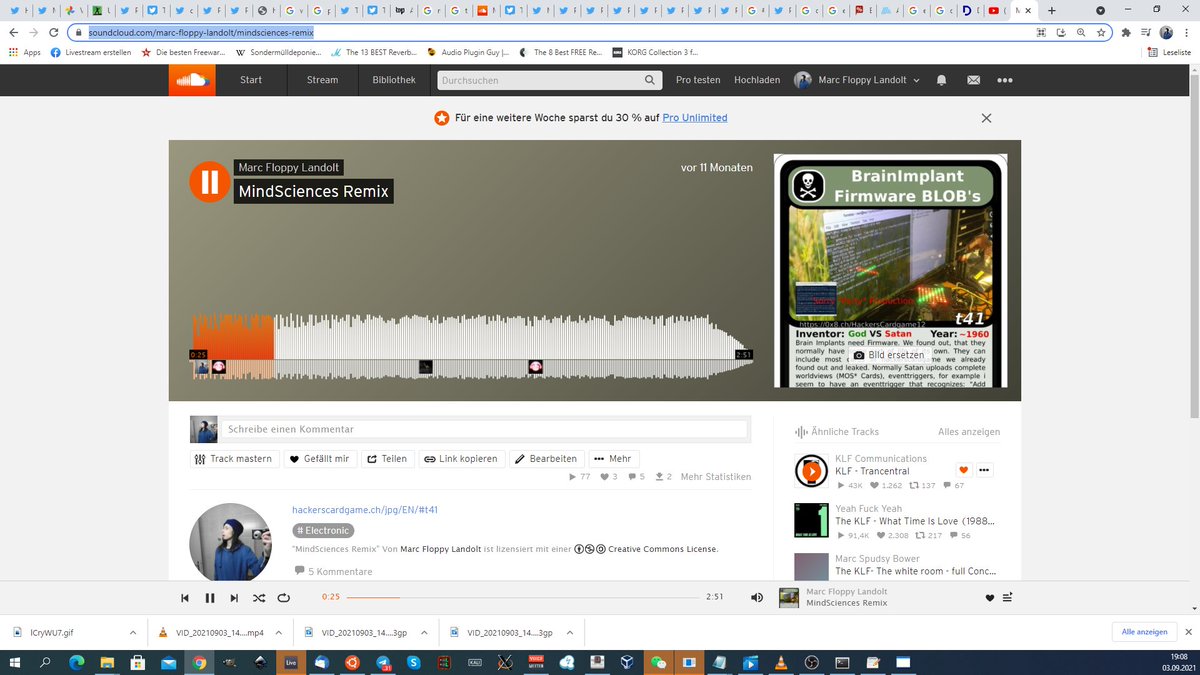 soundcloud.com/marc-floppy-landolt/mindsciences-remix
Apps
Livestream erstellen
Die besten Freewar...
Sondermülldeponie...
The 13 BEST Reverb...
Audio Plugin Guy |...
The 8 Best FREE Re...
KORG Collection 3 f...
Leseliste
Start
Stream
Bibliothek
Durchsuchen
Pro testen
Hochladen
Marc Floppy Landolt
Für eine weitere Woche sparst du 30 % auf Pro Unlimited
Marc Floppy Landolt
MindSciences Remix
vor 11 Monaten
0:25
2:51
BrainImplant
Firmware BLOB's
https://0x8.ch/HackersCardgame12
t41
Inventor: God VS Satan Year: ~1960
Brain Implants need Firmware. We found out, that they
normally have own. They can
include most me we already
found out and leaked. Normally Satan uploads complete
worldviews (MOS* Cards), eventtriggers, for example i
seem to have an eventtrigger that recognizes: "Add
Bild ersetzen
Schreibe einen Kommentar
Track mastern
Gefällt mir
Teilen
Link kopieren
Bearbeiten
Mehr
77
3
5
2
Mehr Statistiken
hackerscardgame.ch/jpg/EN/#t41
# Electronic
"MindSciences Remix" Von Marc Floppy Landolt ist lizensiert mit einer Creative Commons License.
5 Kommentare
Ähnliche Tracks
Alles anzeigen
KLF Communications
KLF - Trancentral
43K 1.262 137 67
Yeah Fuck Yeah
The KLF - What Time Is Love (1988...
91,4K 2.308 217 56
Marc Spudsy Bower
The KLF- The white room - full Conc...
0:25
2:51
Marc Floppy Landolt
MindSciences Remix
ICryWU7.gif
VID_20210903_14....mp4
VID_20210903_14....3gp
VID_20210903_14....3gp
Alle anzeigen
Live
19:08
03.09.2021